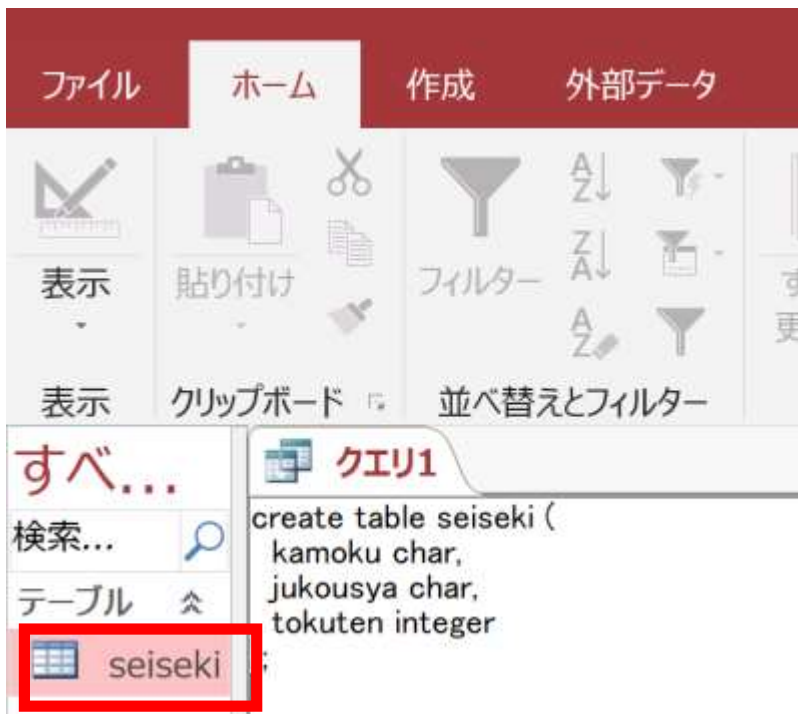 ファイル ホーム 作成 外部データ
表示 貼り付け フィルター
表示 クリップボード 並べ替えとフィルター
すべ...
クエリ1
検索...
テーブル
seiseki
create table seiseki (
kamoku char,
jukousya char,
tokuten integer
;